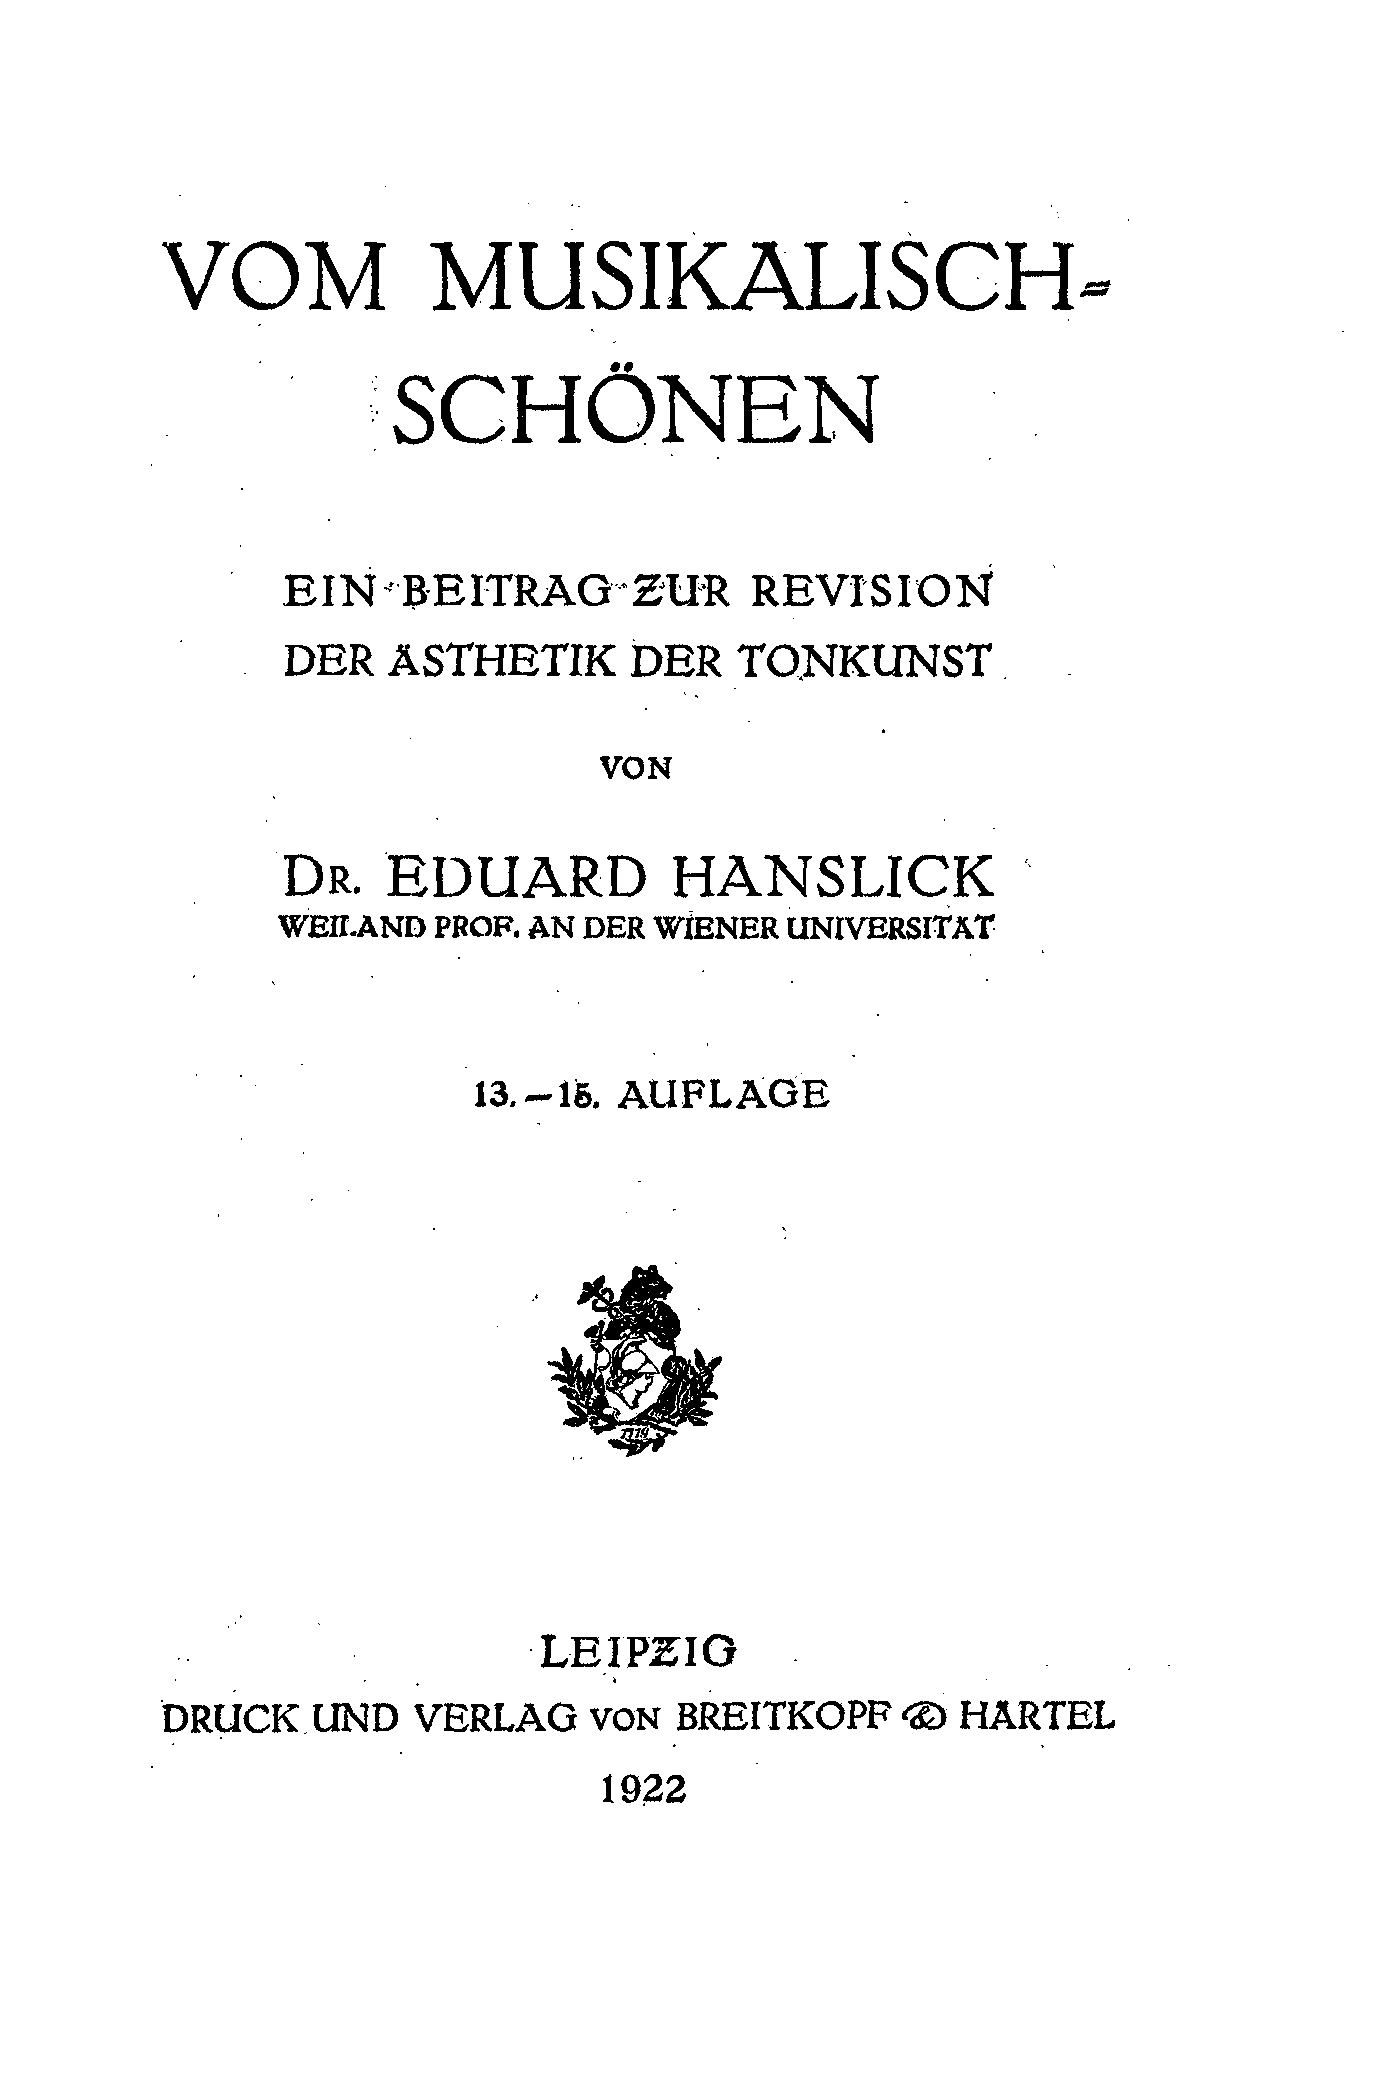 VOM MUSIKALISCH=
SCHÖNEN
EIN BEITRAG ZUR REVISION
DER ÄSTHETIK DER TONKUNST
VON
DR. EDUARD HANSLICK
WEILAND PROF. AN DER WIENER UNIVERSITÄT
13.–15. AUFLAGE
1719
LEIPZIG
DRUCK UND VERLAG VON BREITKOPF & HÄRTEL
1922